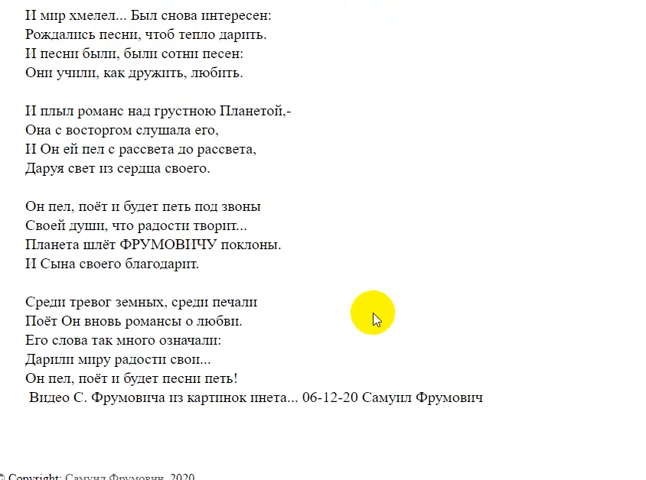 И мир хмелел... Был снова интересен:
Рождались песни, чтоб тепло дарить.
И песни были, были сотни песен:
Они учили, как дружить, любить.
И плыл романс над грустною Планетой,-
Она с восторгом слушала его,
И Он ей пел с рассвета до рассвета,
Даруя свет из сердца своего.
Он пел, поёт и будет петь под звоны
Своей души, что радости творит...
Планета шлёт ФРУМОВИЧУ поклоны.
И Сына своего благодарит.
Среди тревог земных, среди печали
Поёт Он вновь романсы о любви.
Его слова так много означали:
Дарили миру радости свои...
Он пел, поёт и будет песни петь!
Видео С. Фрумовича из картинок инета... 06-12-20 Самуил Фрумович
© Copyright: Самуил Фрумович, 2020